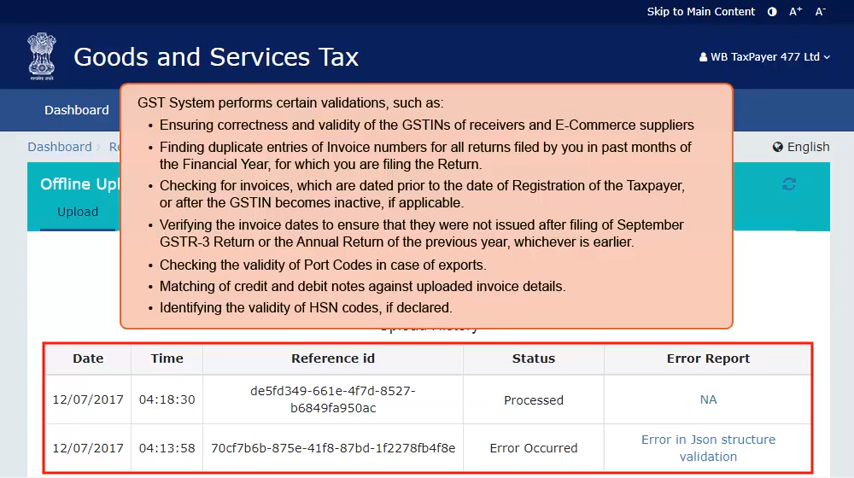 Skip to Main Content A+ A-
Goods and Services Tax
WB TaxPayer 477 Ltd
Dashboard
GST System performs certain validations, such as:
• Ensuring correctness and validity of the GSTINs of receivers and E-Commerce suppliers
• Finding duplicate entries of Invoice numbers for all returns filed by you in past months of
the Financial Year, for which you are filing the Return.
• Checking for invoices, which are dated prior to the date of Registration of the Taxpayer,
or after the GSTIN becomes inactive, if applicable.
• Verifying the invoice dates to ensure that they were not issued after filing of September
GSTR-3 Return or the Annual Return of the previous year, whichever is earlier.
• Checking the validity of Port Codes in case of exports.
• Matching of credit and debit notes against uploaded invoice details.
• Identifying the validity of HSN codes, if declared.
Dashboard
English
Offline
Upload
Upload History
Date Time Reference id Status Error Report
12/07/2017 04:18:30 de5fd349-661e-4f7d-8527-
b6849fa950ac Processed NA
12/07/2017 04:13:58 70cf7b6b-875e-41f8-87bd-1f2278fb4f8e Error Occurred Error in Json structure
validation